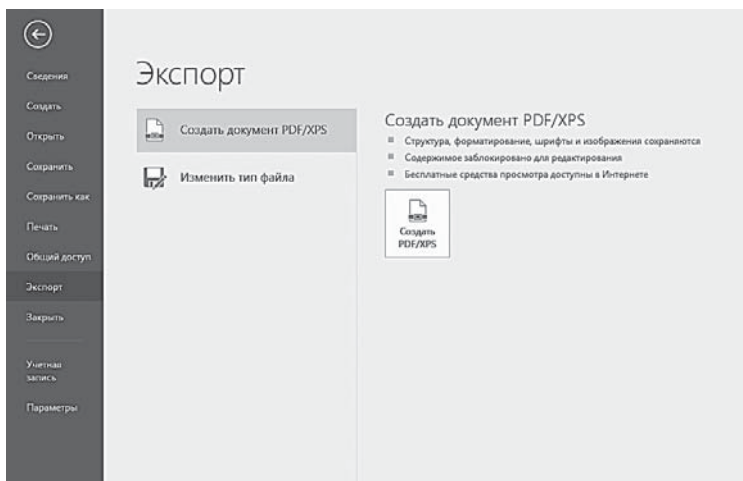 Сведения
Создать
Открыть
Сохранить
Сохранить как
Печать
Общий доступ
Экспорт
Закрыть
Учетная
запись
Параметры
Экспорт
Создать документ PDF/XPS
Изменить тип файла
Создать документ PDF/XPS
Структура, форматирование, шрифты и изображения сохраняются
Содержимое заблокировано для редактирования
Бесплатные средства просмотра доступны в Интернете
Создать
PDF/XPS